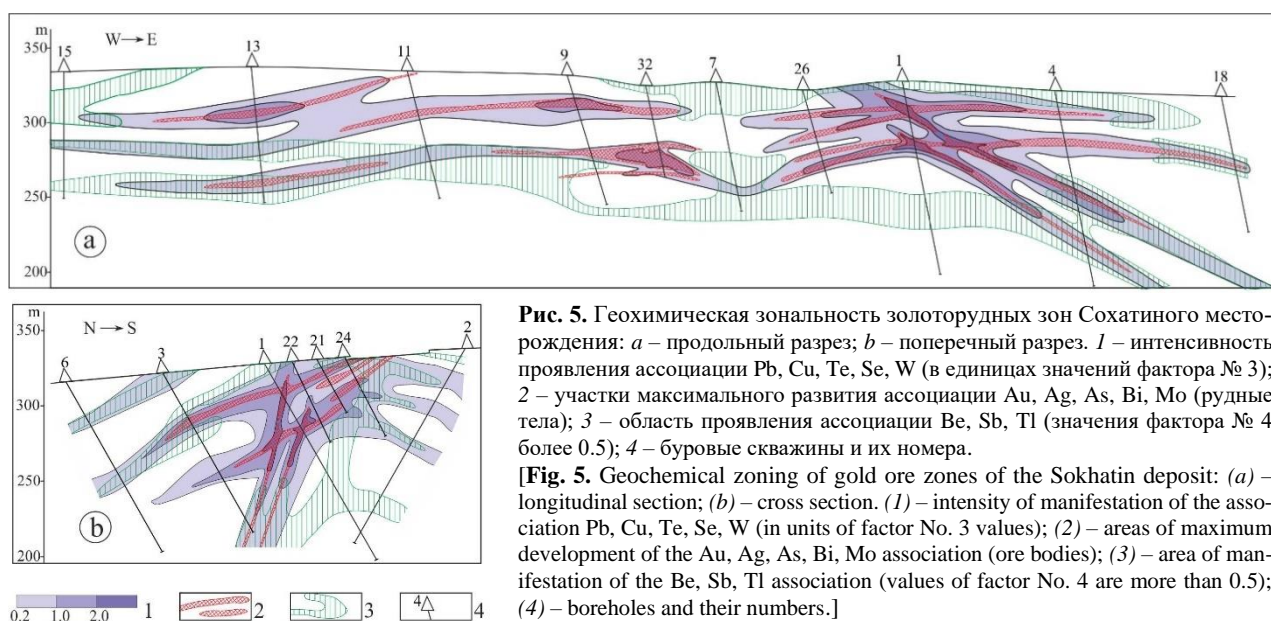 m
350
300
250
200
W → E
15
13
11
9
32
7
26
1
4
18
a
m
350
300
250
200
N → S
6
3
1
22
21
24
2
b
0.2 1.0 2.0 1
2
3
4 4
Рис. 5. Геохимическая зональность золоторудных зон Сохатиного место-
рождения: а – продольный разрез; b – поперечный разрез. 1 – интенсивность
проявления ассоциации Pb, Cu, Te, Se, W (в единицах значений фактора № 3);
2 – участки максимального развития ассоциации Au, Ag, As, Bi, Mo (рудные
тела); 3 – область проявления ассоциации Be, Sb, Tl (значения фактора № 4
более 0.5); 4 – буровые скважины и их номера.
[Fig. 5. Geochemical zoning of gold ore zones of the Sokhatin deposit: (a) –
longitudinal section; (b) – cross section. (1) – intensity of manifestation of the asso-
ciation Pb, Cu, Te, Se, W (in units of factor No. 3 values); (2) – areas of maximum
development of the Au, Ag, As, Bi, Mo association (ore bodies); (3) – area of man-
ifestation of the Be, Sb, Tl association (values of factor No. 4 are more than 0.5);
(4) – boreholes and their numbers.]